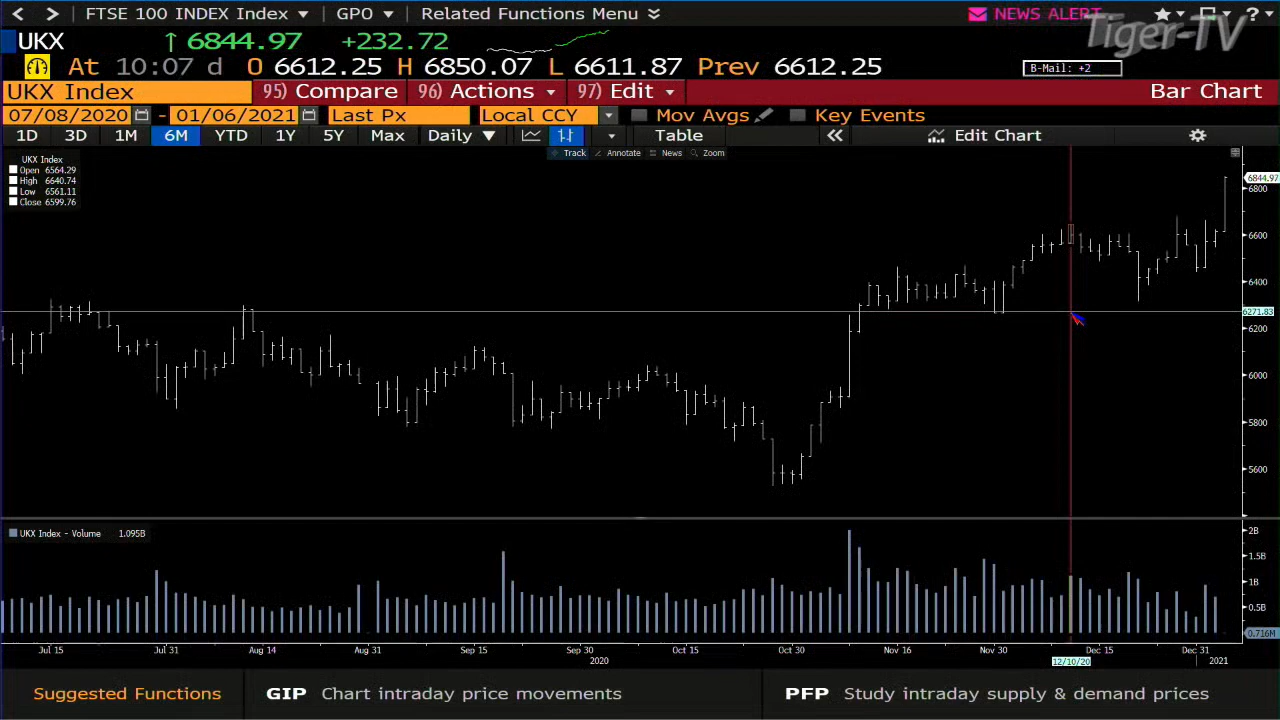 FTSE 100 INDEX Index GPO Related Functions Menu NEWS ALERT ?
Tiger-TV
UKX ↑ 6844.97 +232.72
At 10:07 d O 6612.25 H 6850.07 L 6611.87 Prev 6612.25 B-Mail: +2
UKX Index 95) Compare 96) Actions 97) Edit Bar Chart
07/08/2020 - 01/06/2021 Last Px Local CCY Mov Avgs Key Events
1D 3D 1M 6M YTD 1Y 5Y Max Daily ▼ Table « Edit Chart
Track Annotate News Zoom
UKX Index
Open 6564.29
High 6640.74
Low 6561.11
Close 6599.76
6844.97
6800
6600
6400
6271.83
6200
6000
5800
5600
UKX Index - Volume 1.095B
2B
1.5B
1B
0.5B
0.716M
Jul 15 Jul 31 Aug 14 Aug 31 Sep 15 Sep 30 Oct 15 Oct 30 Nov 16 Nov 30 Dec 15 Dec 31
2020 12/10/20 2021
Suggested Functions GIP Chart intraday price movements PFP Study intraday supply & demand prices